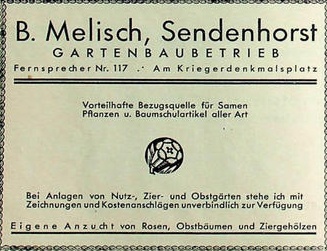 B. Melisch, Sendenhorst
GARTENBAUBETRIEB
Fernsprecher Nr. 117 .· Am Kriegerdenkmalsplatz
Vorteilhafte Bezugsquelle für Samen
Pflanzen u. Baumschulartikel aller Art
Bei Anlagen von Nutz-, Zier- und Obstgärten stehe ich mit
Zeichnungen und Kostenanschlägen unverbindlich zur Verfügung
Eigene Anzucht von Rosen, Obstbäumen und Ziergehölzen